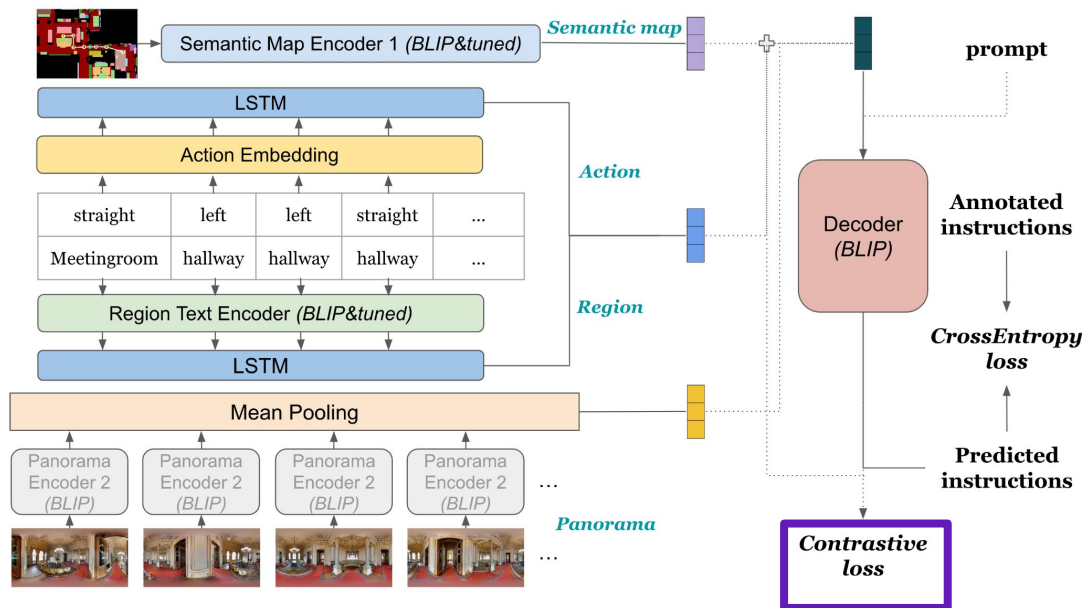 Semantic Map Encoder 1 (BLIP&tuned)
Semantic map
prompt
LSTM
Action Embedding
Action
straight left left straight ...
Meetingroom hallway hallway hallway ...
Region Text Encoder (BLIP&tuned)
Region
LSTM
Decoder
(BLIP)
Annotated
instructions
CrossEntropy
loss
Mean Pooling
Predicted
instructions
Panorama
Encoder 2
(BLIP)
Panorama
Encoder 2
(BLIP)
Panorama
Encoder 2
(BLIP)
Panorama
Encoder 2
(BLIP)
...
Panorama
...
Contrastive
loss